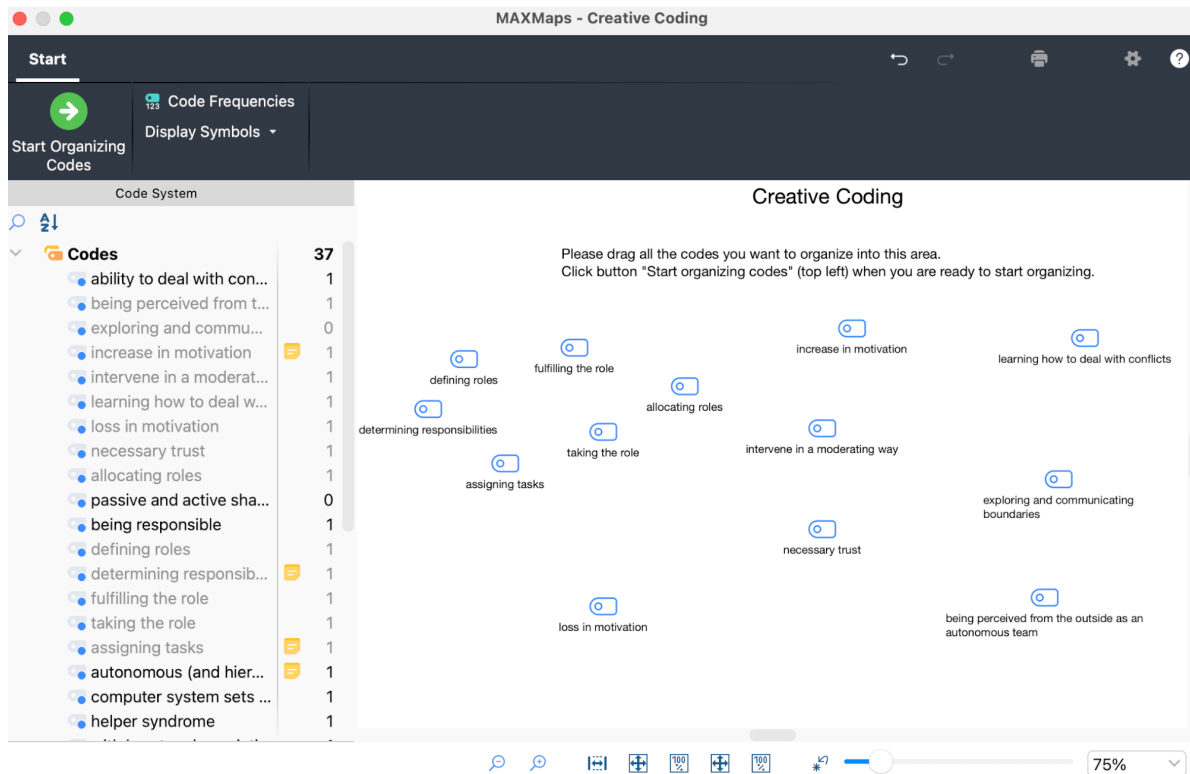 MAXMaps - Creative Coding
Start
?
123 Code Frequencies
Display Symbols
Start Organizing
Codes
Code System
A
Z
Codes 37
ability to deal with con... 1
being perceived from t... 1
exploring and commu... 0
increase in motivation 1
intervene in a moderat... 1
learning how to deal w... 1
loss in motivation 1
necessary trust 1
allocating roles 1
passive and active sha... 0
being responsible 1
defining roles 1
determining responsib... 1
fulfilling the role 1
taking the role 1
assigning tasks 1
autonomous (and hier... 1
computer system sets ... 1
helper syndrome 1
Creative Coding
Please drag all the codes you want to organize into this area.
Click button "Start organizing codes" (top left) when you are ready to start organizing.
increase in motivation
learning how to deal with conflicts
fulfilling the role
defining roles
allocating roles
determining responsibilities
taking the role
intervene in a moderating way
assigning tasks
exploring and communicating
boundaries
necessary trust
loss in motivation
being perceived from the outside as an
autonomous team
100
%
100
%
75%